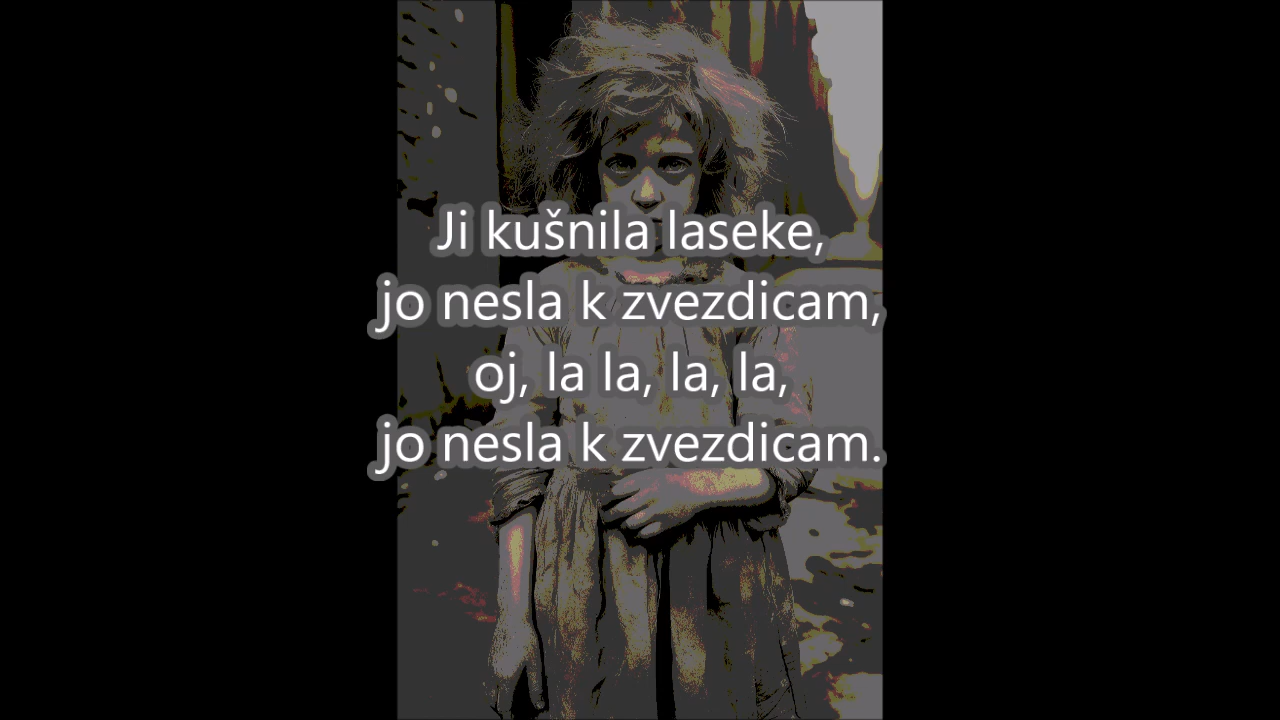 Ji kušnila laseke,
jo nesla k zvezdicam,
oj, la la, la, la,
jo nesla k zvezdicam.